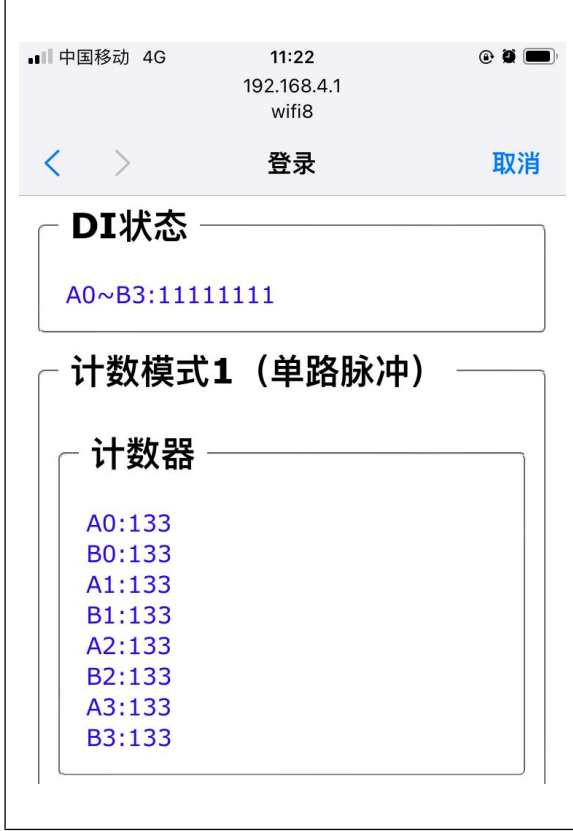 中国移动 4G
11:22
192.168.4.1
wifi8
登录
取消
DI状态
A0~B3:11111111
计数模式1（单路脉冲）
计数器
A0:133
B0:133
A1:133
B1:133
A2:133
B2:133
A3:133
B3:133